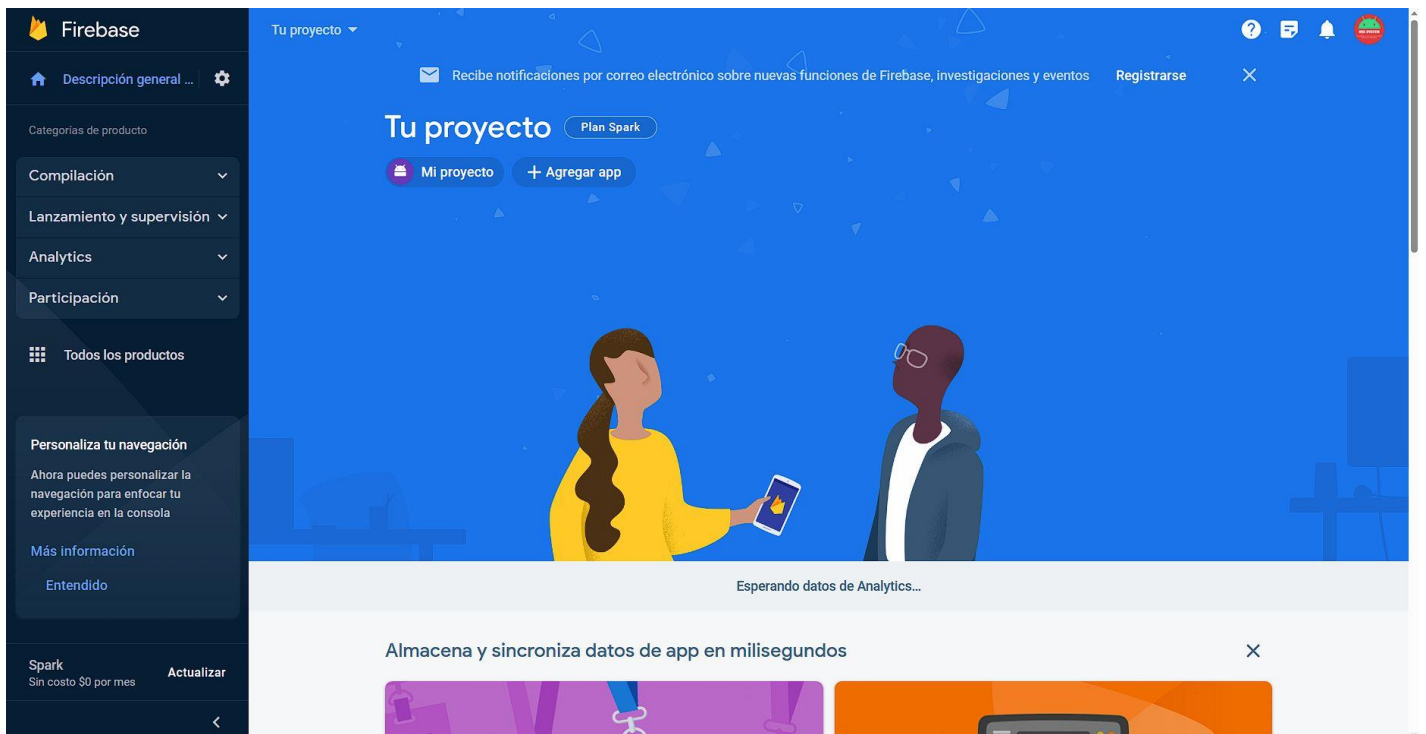 Firebase
Descripción general ...
Categorías de producto
Compilación
Lanzamiento y supervisión
Analytics
Participación
Todos los productos
Personaliza tu navegación
Ahora puedes personalizar la
navegación para enfocar tu
experiencia en la consola
Más información
Entendido
Spark
Sin costo $0 por mes
Actualizar
Tu proyecto
Recibe notificaciones por correo electrónico sobre nuevas funciones de Firebase, investigaciones y eventos Registrarse
Tu proyecto Plan Spark
Mi proyecto + Agregar app
Esperando datos de Analytics...
Almacena y sincroniza datos de app en milisegundos